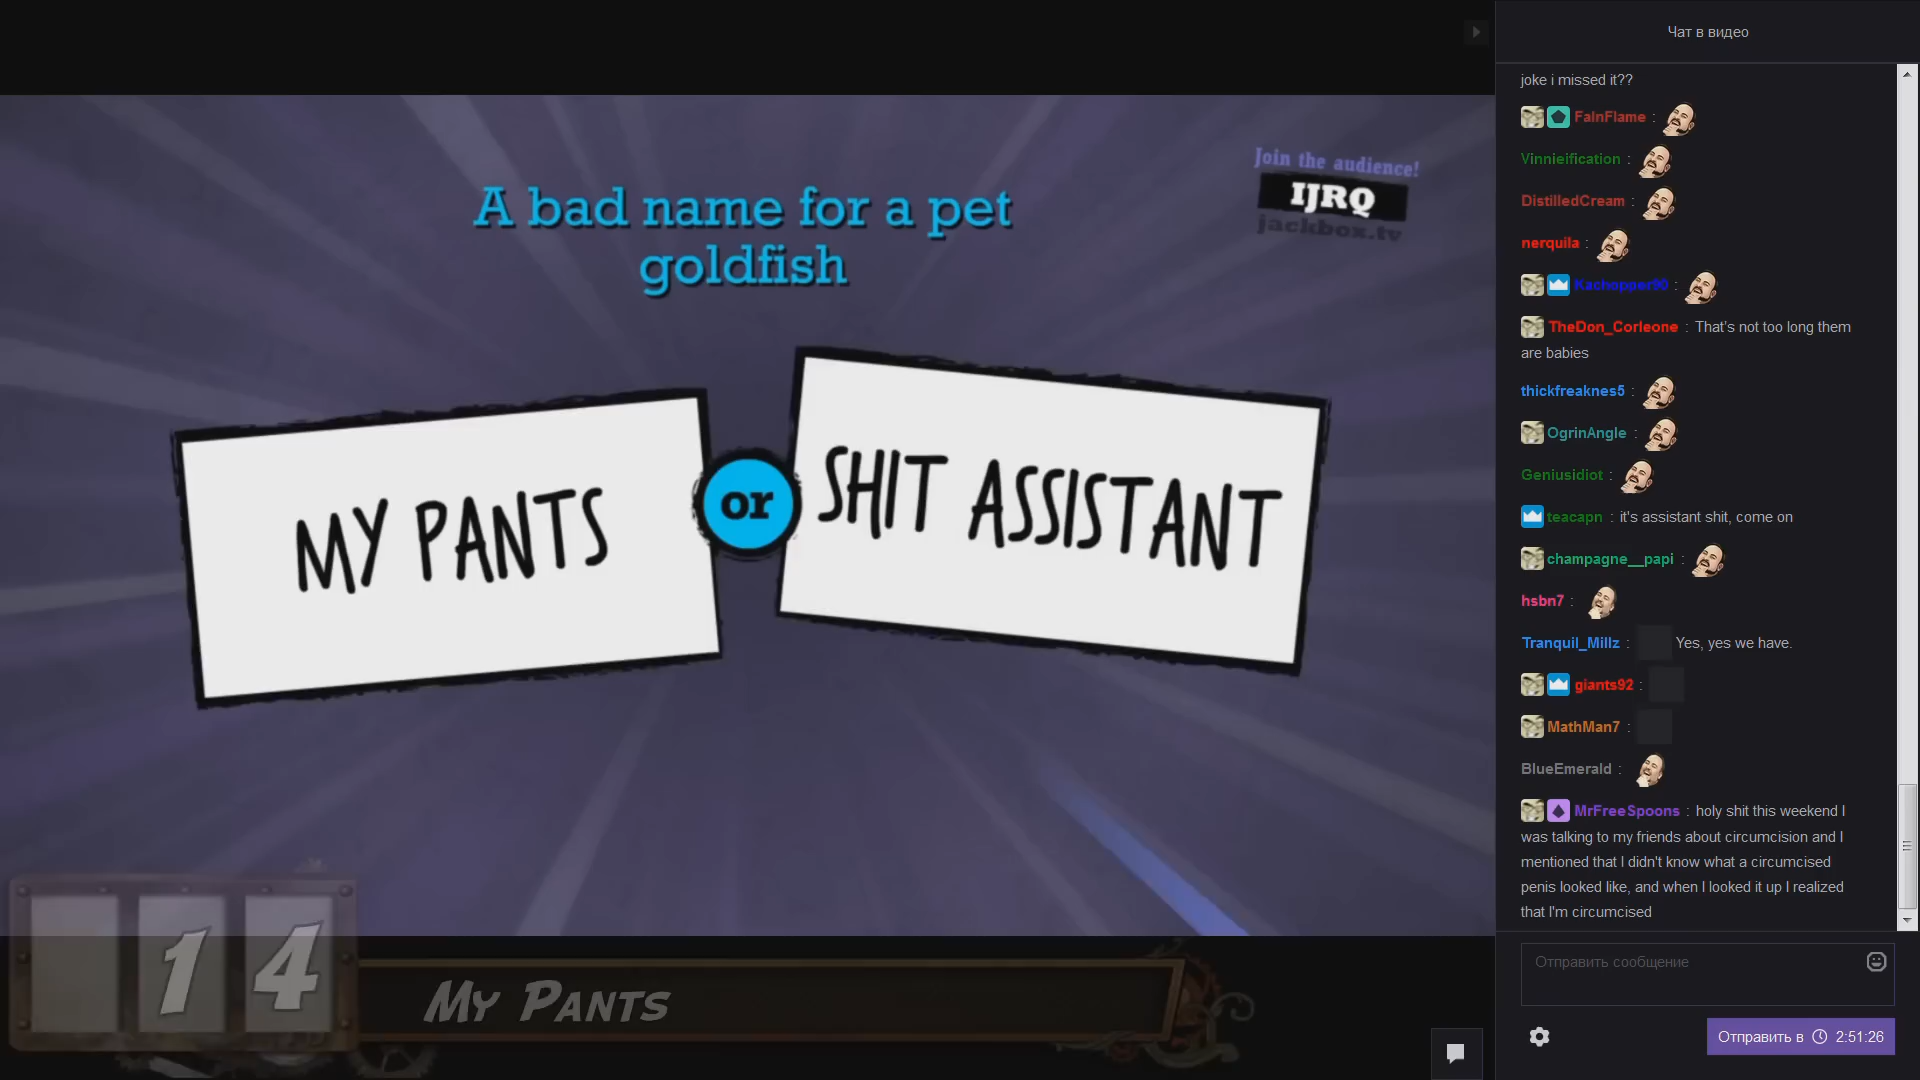 A bad name for a pet
goldfish
Join the audience!
IJRQ
jackbox.tv
MY PANTS
or
SHIT ASSISTANT
1 4
MY PANTS
Чат в видео
joke i missed it??
FalnFlame :
Vinnieification :
DistilledCream :
nerquila :
Kachopper90 :
TheDon_Corleone : That's not too long them
are babies
thickfreaknes5 :
OgrinAngle :
Geniusidiot :
teacapn : it's assistant shit, come on
champagne__papi :
hsbn7 :
Tranquil_Millz : Yes, yes we have.
giants92 :
MathMan7 :
BlueEmerald :
MrFreeSpoons : holy shit this weekend I
was talking to my friends about circumcision and I
mentioned that I didn't know what a circumcised
penis looked like, and when I looked it up I realized
that I'm circumcised
Отправить сообщение
Отправить в 2:51:26